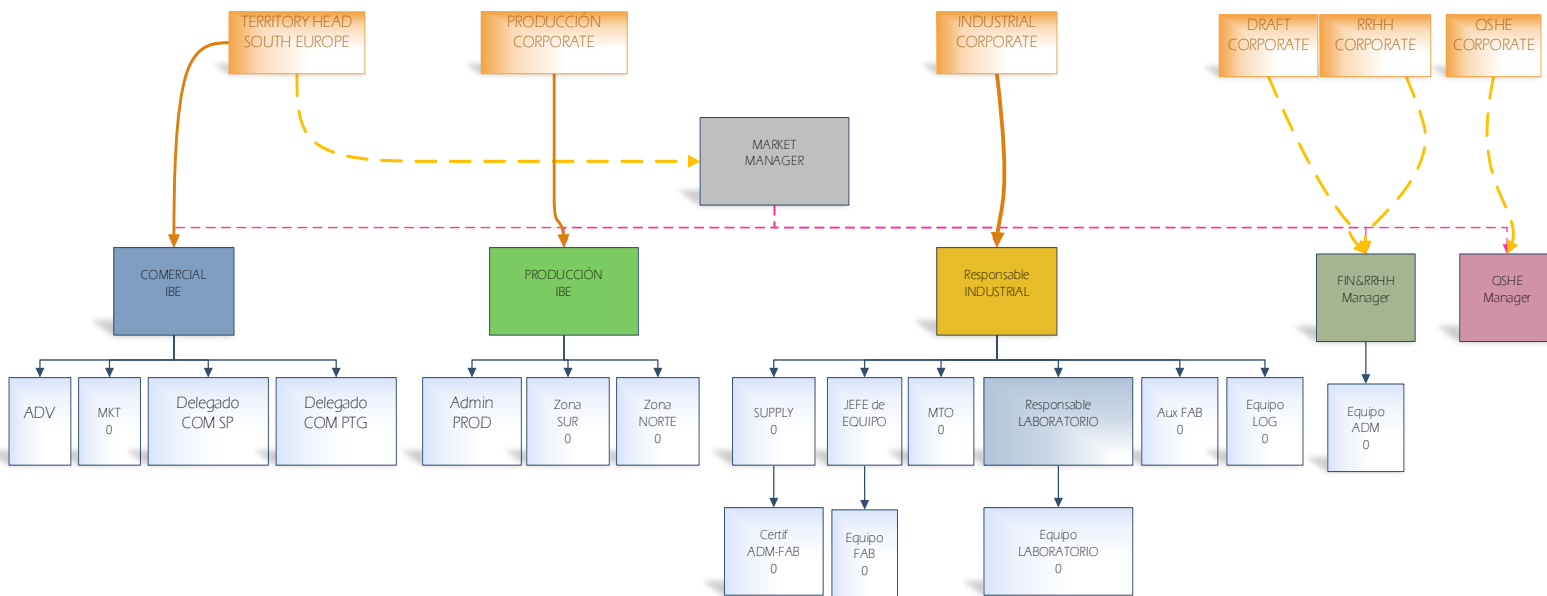 TERRITORY HEAD
SOUTH EUROPE
PRODUCCIÓN
CORPORATE
INDUSTRIAL
CORPORATE
DRAFT
CORPORATE
RRHH
CORPORATE
QSHE
CORPORATE
MARKET
MANAGER
COMERCIAL
IBE
PRODUCCIÓN
IBE
Responsable
INDUSTRIAL
FIN&RRHH
Manager
QSHE
Manager
ADV
MKT
0
Delegado
COM SP
Delegado
COM PTG
Admin
PROD
Zona
SUR
0
Zona
NORTE
0
SUPPLY
0
JEFE de
EQUIPO
MTO
0
Responsable
LABORATORIO
Aux FAB
0
Equipo
LOG
0
Equipo
ADM
0
Certif
ADM-FAB
0
Equipo
FAB
0
Equipo
LABORATORIO
0